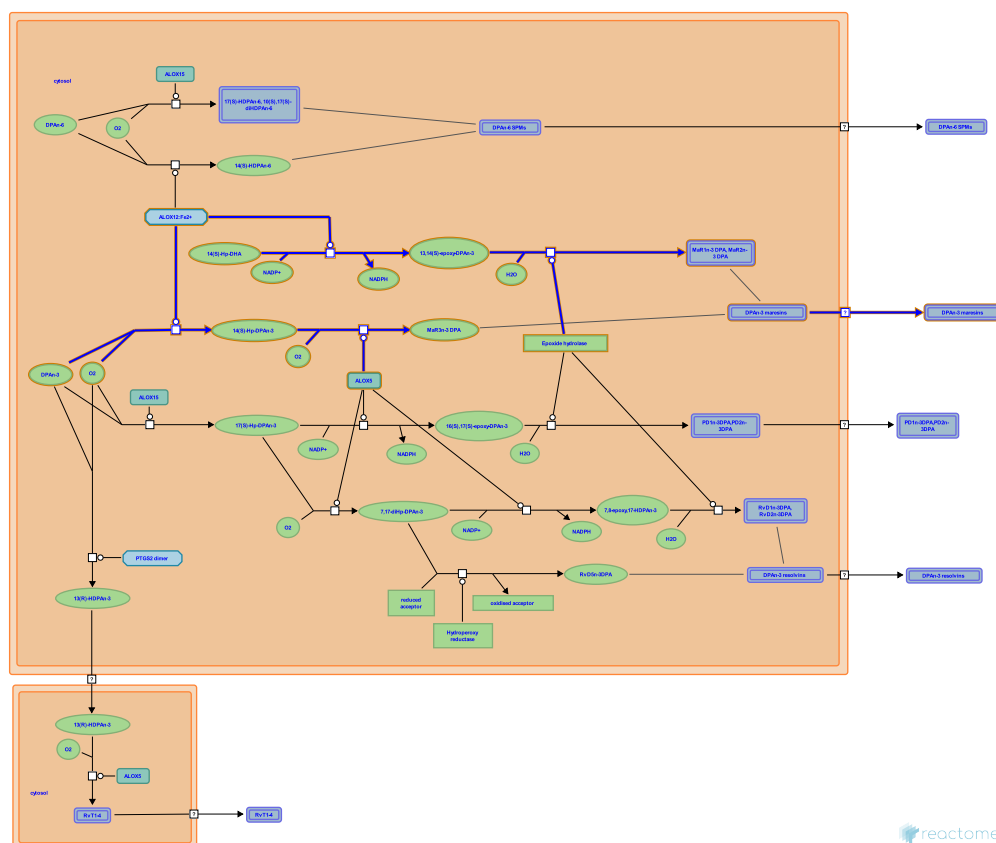 cytosol
ALOX15
17(S)-HDPAn-6, 10(S),17(S)-
diHDPAn-6
DPAn-6
O2
DPAn-6 SPMs
?
DPAn-6 SPMs
14(S)-HDPAn-6
ALOX12:Fe2+
14(S)-Hp-DHA
NADP+
NADPH
13,14(S)-epoxy-DPAn-3
H2O
MaR1n-3 DPA, MaR2n-
3 DPA
DPAn-3 maresins
?
DPAn-3 maresins
14(S)-Hp-DPAn-3
O2
MaR3n-3 DPA
Epoxide hydrolase
DPAn-3
O2
ALOX5
ALOX15
17(S)-Hp-DPAn-3
NADP+
NADPH
16(S),17(S)-epoxyDPAn-3
H2O
PD1n-3DPA,PD2n-
3DPA
?
PD1n-3DPA,PD2n-
3DPA
O2
7,17-diHp-DPAn-3
NADP+
NADPH
7,8-epoxy,17-HDPAn-3
H2O
RvD1n-3DPA,
RvD2n-3DPA
PTGS2 dimer
RvD5n-3DPA
DPAn-3 resolvins
?
DPAn-3 resolvins
13(R)-HDPAn-3
reduced
acceptor
oxidised acceptor
Hydroperoxy
reductase
?
13(R)-HDPAn-3
O2
ALOX5
cytosol
RvT1-4
?
RvT1-4
reactome